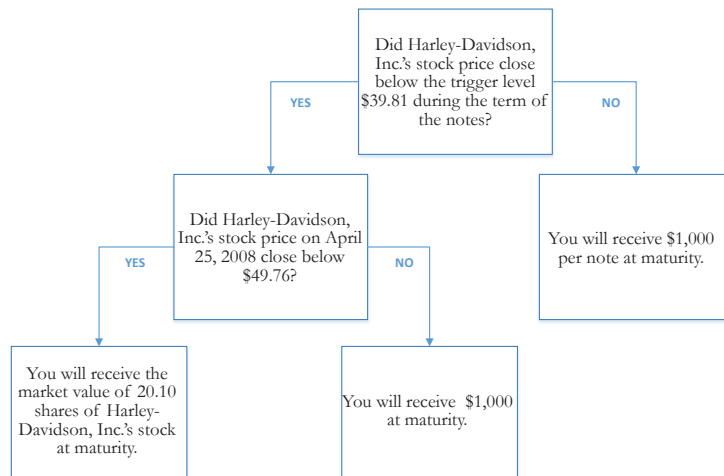 Did Harley-Davidson,
Inc.'s stock price close
below the trigger level
$39.81 during the term of
the notes?
YES
NO
Did Harley-Davidson,
Inc.'s stock price on April
25, 2008 close below
$49.76?
You will receive $1,000
per note at maturity.
YES
NO
You will receive the
market value of 20.10
shares of Harley-
Davidson, Inc.'s stock
at maturity.
You will receive  $1,000
at maturity.